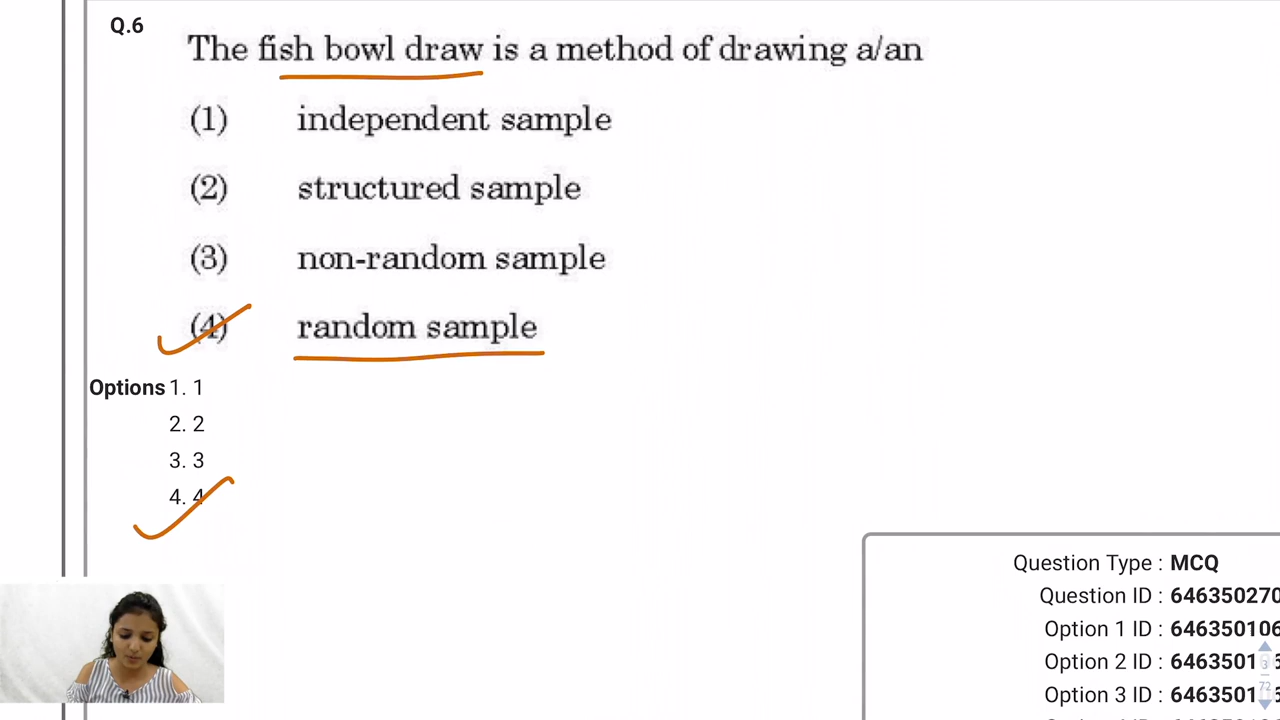 Q.6
The fish bowl draw is a method of drawing a/an
(1) independent sample
(2) structured sample
(3) non-random sample
(4) random sample
Options 1. 1
2. 2
3. 3
4. 4
Question Type : MCQ
Question ID : 646350270
Option 1 ID : 646350106
Option 2 ID :
Option 3 ID :
3
72